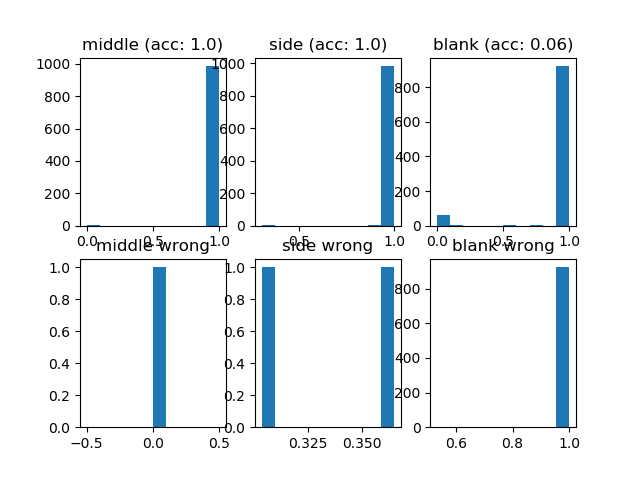 middle (acc: 1.0) side (acc: 1.0) blank (acc: 0.06)
1000 1000
800 800 800
600 600 600
400 400 400
200 200 200
0 0 0
0.0 0.5 1.0 0.5 1.0 0.0 0.5 1.0
middle wrong side wrong blank wrong
1.0 1.0
0.8 0.8 800
0.6 0.6 600
0.4 0.4 400
0.2 0.2 200
0.0 0.0 0
−0.5 0.0 0.5 0.325 0.350 0.6 0.8 1.0